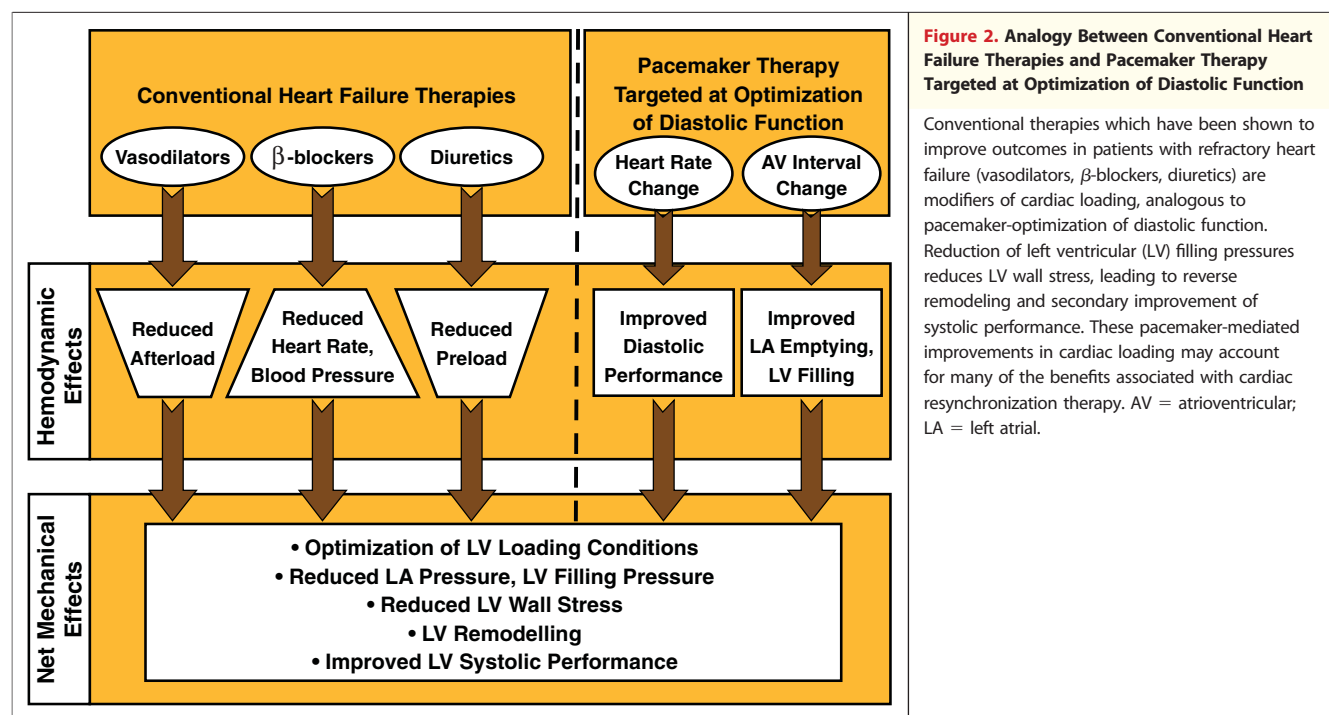 Conventional Heart Failure Therapies
Vasodilators
β-blockers
Diuretics
Pacemaker Therapy
Targeted at Optimization
of Diastolic Function
Heart Rate
Change
AV Interval
Change
Hemodynamic
Effects
Reduced
Afterload
Reduced
Heart Rate,
Blood Pressure
Reduced
Preload
Improved
Diastolic
Performance
Improved
LA Emptying,
LV Filling
Net Mechanical
Effects
• Optimization of LV Loading Conditions
• Reduced LA Pressure, LV Filling Pressure
• Reduced LV Wall Stress
• LV Remodelling
• Improved LV Systolic Performance
Figure 2. Analogy Between Conventional Heart
Failure Therapies and Pacemaker Therapy
Targeted at Optimization of Diastolic Function
Conventional therapies which have been shown to
improve outcomes in patients with refractory heart
failure (vasodilators, β-blockers, diuretics) are
modifiers of cardiac loading, analogous to
pacemaker-optimization of diastolic function.
Reduction of left ventricular (LV) filling pressures
reduces LV wall stress, leading to reverse
remodeling and secondary improvement of
systolic performance. These pacemaker-mediated
improvements in cardiac loading may account
for many of the benefits associated with cardiac
resynchronization therapy. AV = atrioventricular;
LA = left atrial.